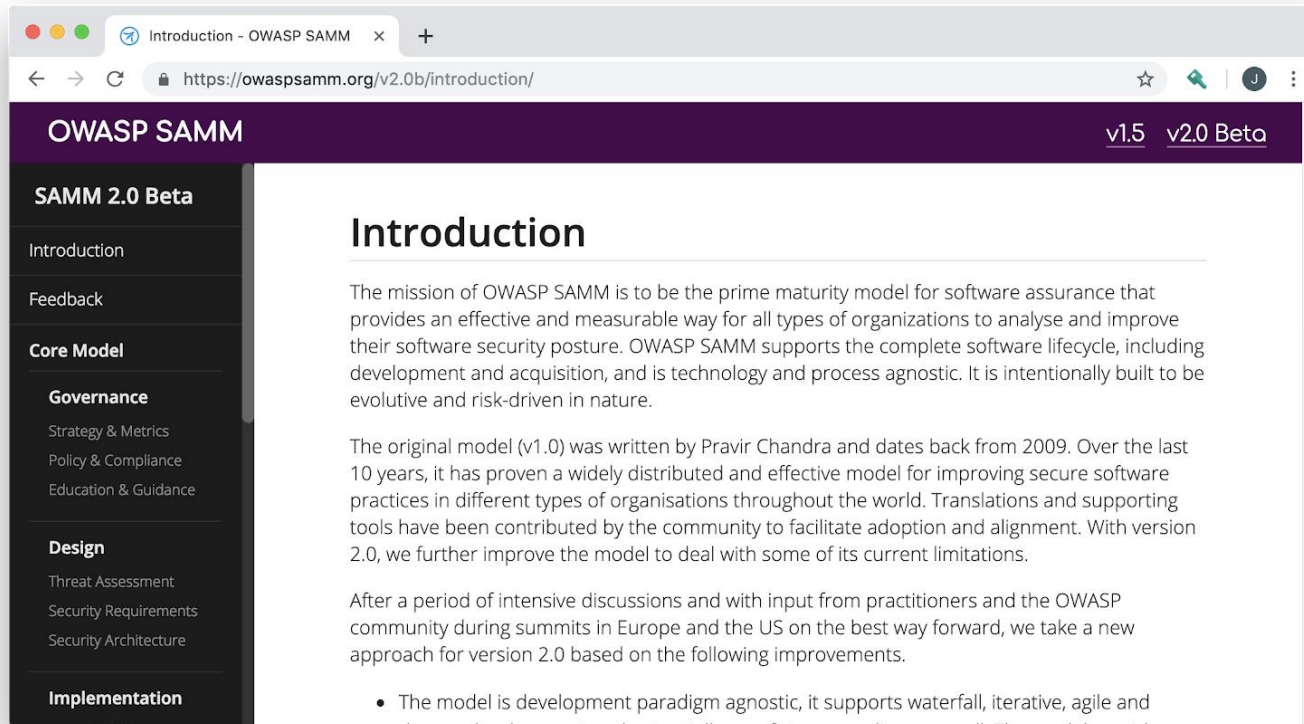 Introduction - OWASP SAMM
https://owaspsamm.org/v2.0b/introduction/
J
OWASP SAMM
v1.5 v2.0 Beta
SAMM 2.0 Beta
Introduction
Feedback
Core Model
Governance
Strategy & Metrics
Policy & Compliance
Education & Guidance
Design
Threat Assessment
Security Requirements
Security Architecture
Implementation
Introduction
The mission of OWASP SAMM is to be the prime maturity model for software assurance that
provides an effective and measurable way for all types of organizations to analyse and improve
their software security posture. OWASP SAMM supports the complete software lifecycle, including
development and acquisition, and is technology and process agnostic. It is intentionally built to be
evolutive and risk-driven in nature.
The original model (v1.0) was written by Pravir Chandra and dates back from 2009. Over the last
10 years, it has proven a widely distributed and effective model for improving secure software
practices in different types of organisations throughout the world. Translations and supporting
tools have been contributed by the community to facilitate adoption and alignment. With version
2.0, we further improve the model to deal with some of its current limitations.
After a period of intensive discussions and with input from practitioners and the OWASP
community during summits in Europe and the US on the best way forward, we take a new
approach for version 2.0 based on the following improvements.
• The model is development paradigm agnostic, it supports waterfall, iterative, agile and